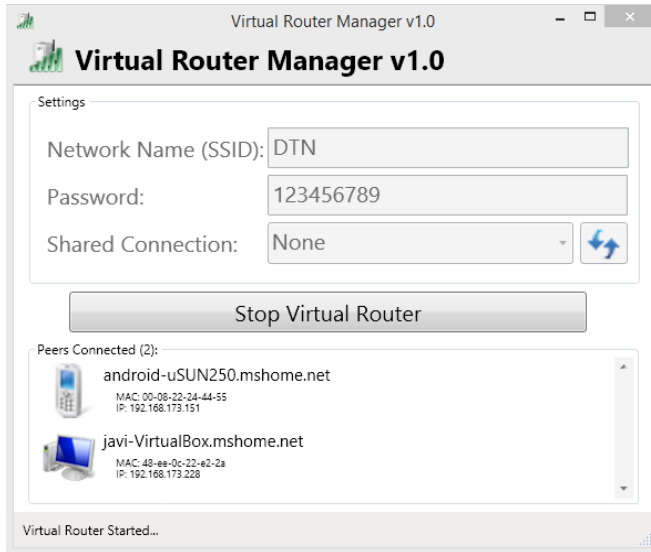 Virtual Router Manager v1.0
Virtual Router Manager v1.0
Settings
Network Name (SSID): DTN
Password: 123456789
Shared Connection: None
Stop Virtual Router
Peers Connected (2):
android-uSUN250.mshome.net
MAC: 00-08-22-24-44-55
IP: 192.168.173.151
javi-VirtualBox.mshome.net
MAC: 48-ee-0c-22-e2-2a
IP: 192.168.173.228
Virtual Router Started...